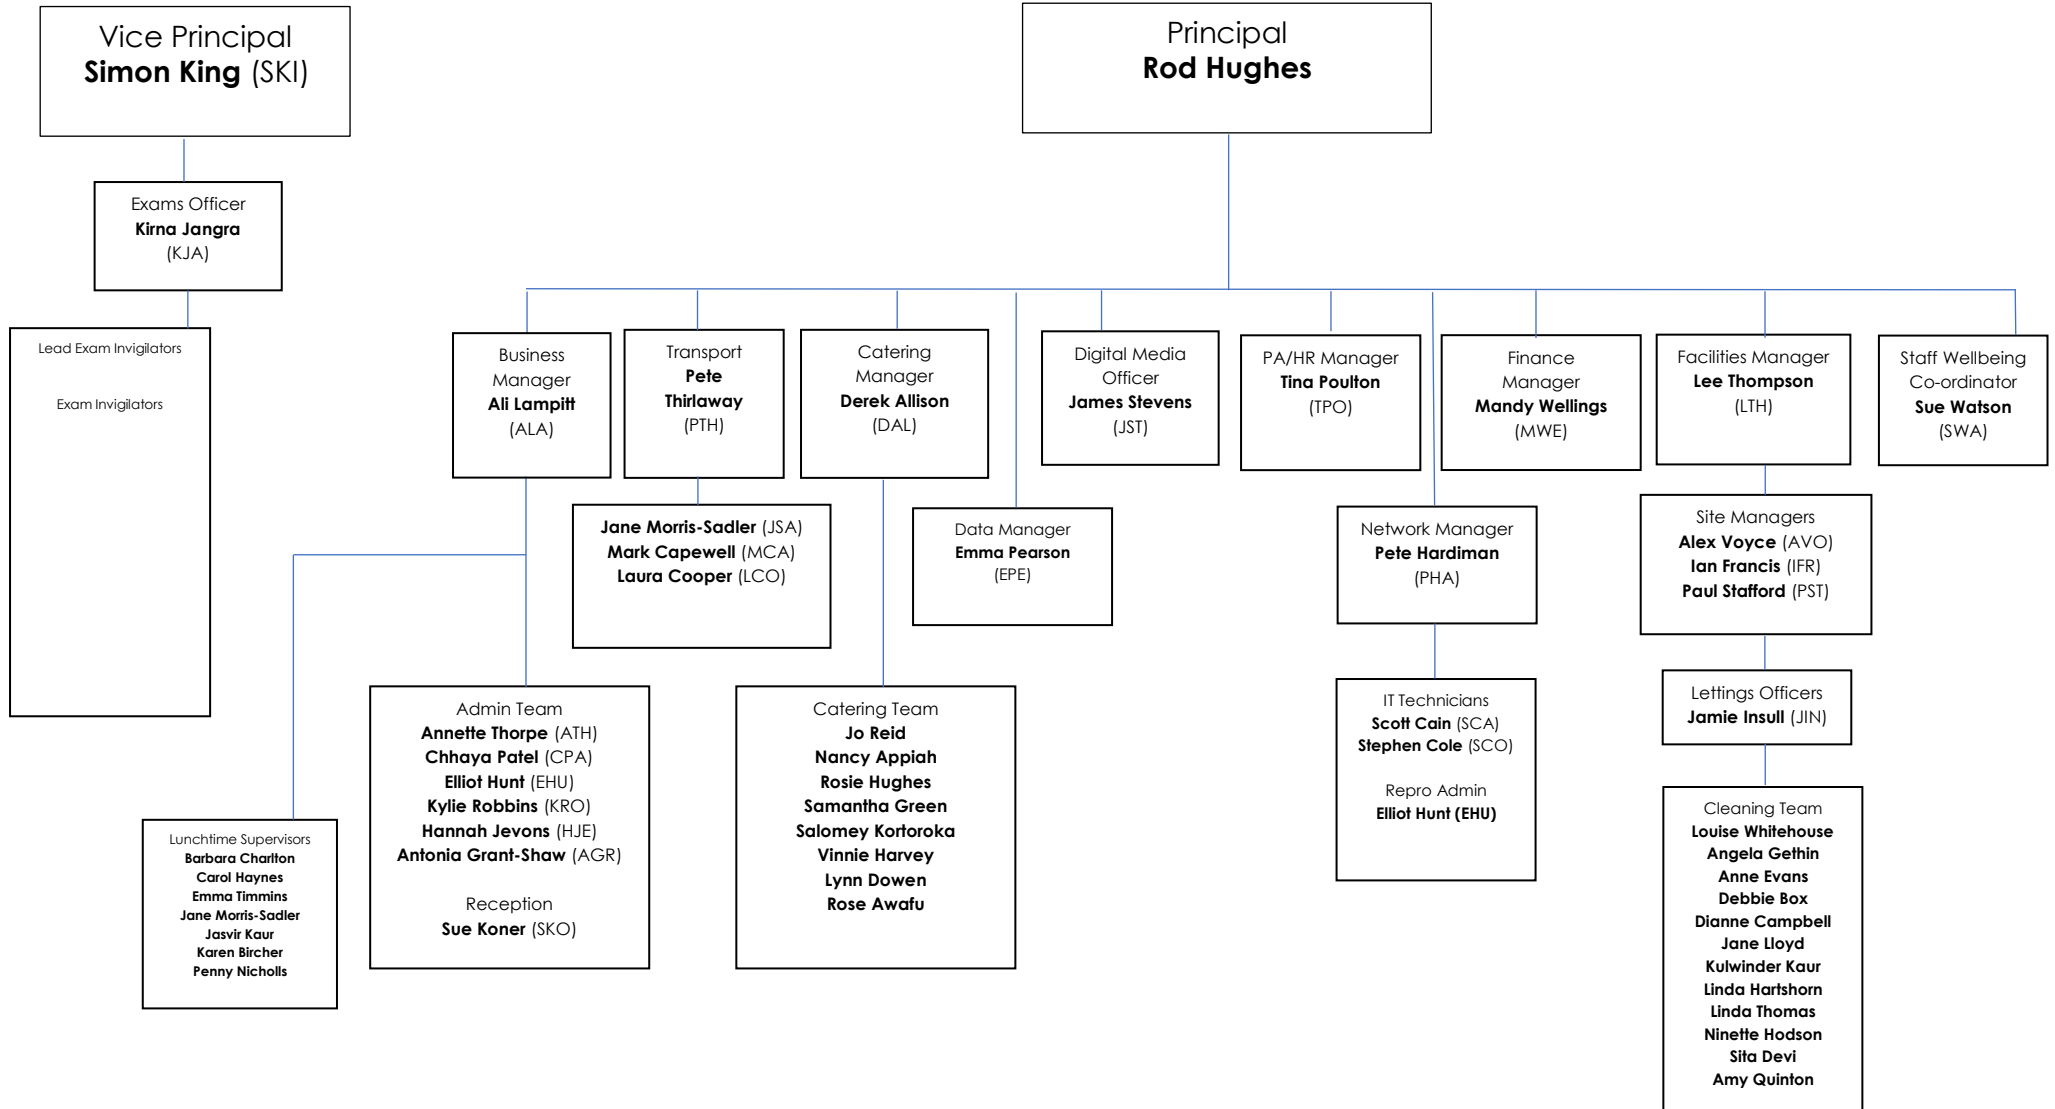 Vice Principal
Simon King (SKI)
Principal
Rod Hughes
Exams Officer
Kirna Jangra
(KJA)
Lead Exam Invigilators
Exam Invigilators
Business
Manager
Ali Lampitt
(ALA)
Transport
Pete
Thirlaway
(PTH)
Catering
Manager
Derek Allison
(DAL)
Digital Media
Officer
James Stevens
(JST)
PA/HR Manager
Tina Poulton
(TPO)
Finance
Manager
Mandy Wellings
(MWE)
Facilities Manager
Lee Thompson
(LTH)
Staff Wellbeing
Co-ordinator
Sue Watson
(SWA)
Jane Morris-Sadler (JSA)
Mark Capewell (MCA)
Laura Cooper (LCO)
Data Manager
Emma Pearson
(EPE)
Network Manager
Pete Hardiman
(PHA)
Site Managers
Alex Voyce (AVO)
Ian Francis (IFR)
Paul Stafford (PST)
Lunchtime Supervisors
Barbara Charlton
Carol Haynes
Emma Timmins
Jane Morris-Sadler
Jasvir Kaur
Karen Bircher
Penny Nicholls
Admin Team
Annette Thorpe (ATH)
Chhaya Patel (CPA)
Elliot Hunt (EHU)
Kylie Robbins (KRO)
Hannah Jevons (HJE)
Antonia Grant-Shaw (AGR)
Reception
Sue Koner (SKO)
Catering Team
Jo Reid
Nancy Appiah
Rosie Hughes
Samantha Green
Salomey Kortoroka
Vinnie Harvey
Lynn Dowen
Rose Awafu
IT Technicians
Scott Cain (SCA)
Stephen Cole (SCO)
Repro Admin
Elliot Hunt (EHU)
Lettings Officers
Jamie Insull (JIN)
Cleaning Team
Louise Whitehouse
Angela Gethin
Anne Evans
Debbie Box
Dianne Campbell
Jane Lloyd
Kulwinder Kaur
Linda Hartshorn
Linda Thomas
Ninette Hodson
Sita Devi
Amy Quinton